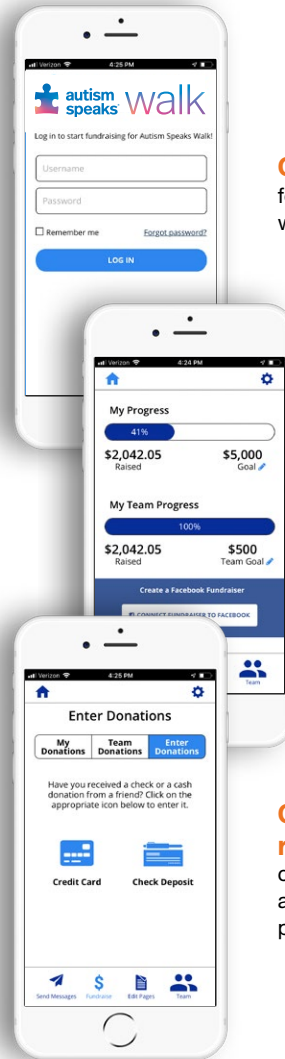 Verizon 4:25 PM
autism
speaks walk
Log in to start fundraising for Autism Speaks Walk!
Username
Password
Remember me Forgot password?
LOG IN
Verizon 4:24 PM
My Progress
41%
$2,042.05 $5,000
Raised Goal
My Team Progress
100%
$2,042.05 $500
Raised Team Goal
Create a Facebook Fundraiser
CONNECT FUNDRAISER TO FACEBOOK
Team
Verizon 4:25 PM
Enter Donations
My Donations Team Donations Enter Donations
Have you received a check or a cash
donation from a friend? Click on the
appropriate icon below to enter it.
Credit Card Check Deposit
Send Messages Fundraise Edit Pages Team